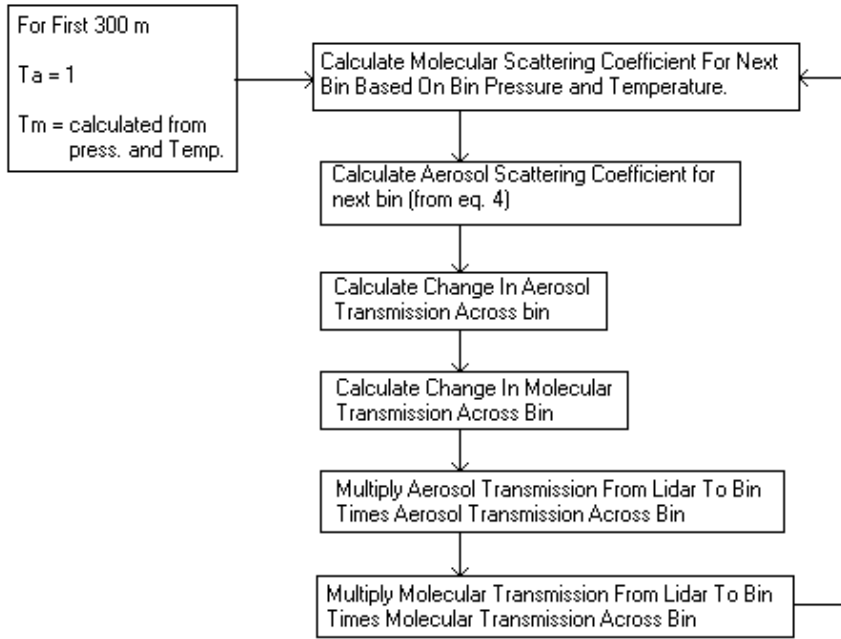 For First 300 m
Ta = 1
Tm = calculated from
press. and Temp.
Calculate Molecular Scattering Coefficient For Next
Bin Based On Bin Pressure and Temperature.
Calculate Aerosol Scattering Coefficient for
next bin (from eq. 4)
Calculate Change In Aerosol
Transmission Across bin
Calculate Change In Molecular
Transmission Across Bin
Multiply Aerosol Transmission From Lidar To Bin
Times Aerosol Transmission Across Bin
Multiply Molecular Transmission From Lidar To Bin
Times Molecular Transmission Across Bin